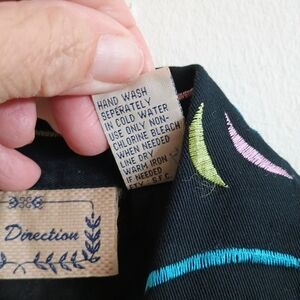 HAND WASH
SEPERATELY
IN COLD WATER
USE ONLY NON-
CHLORINE BLEACH
WHEN NEEDED
LINE DRY
WARM IRON
IF NEEDED
STY: S.F.C.
Direction